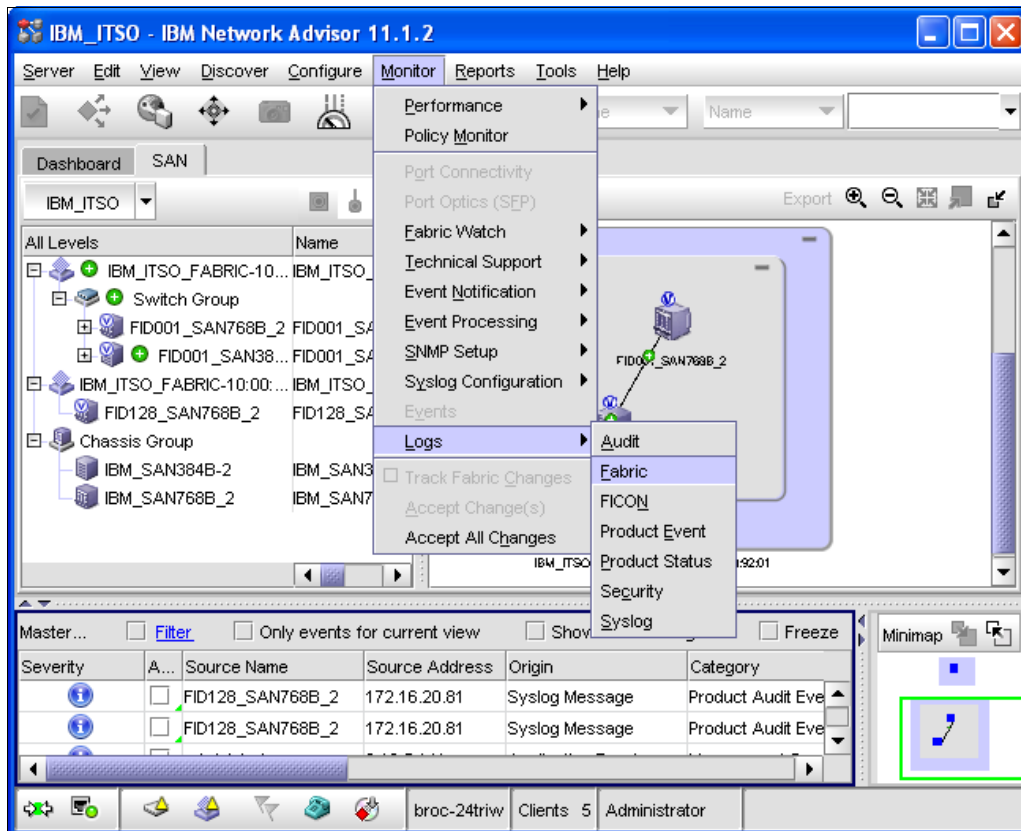 IBM_ITSO - IBM Network Advisor 11.1.2
Server Edit View Discover Configure Monitor Reports Tools Help
Name
Dashboard SAN
IBM_ITSO
Export
All Levels Name
IBM_ITSO_FABRIC-10... IBM_ITSO_
Switch Group
FID001_SAN768B_2 FID001_SA
FID001_SAN38... FID001_SA
IBM_ITSO_FABRIC-10:00:... IBM_ITSO_
FID128_SAN768B_2 FID128_SA
Chassis Group
IBM_SAN384B-2 IBM_SAN3
IBM_SAN768B_2 IBM_SAN7
Performance
Policy Monitor
Port Connectivity
Port Optics (SFP)
Fabric Watch
Technical Support
Event Notification
Event Processing
SNMP Setup
Syslog Configuration
Events
Logs
Track Fabric Changes
Accept Change(s)
Accept All Changes
Audit
Fabric
FICON
Product Event
Product Status
Security
Syslog
FID001_SAN768B_2
IBM_ITSO
:92:01
Master... Filter Only events for current view Show Freeze
Minimap
Severity A... Source Name Source Address Origin Category
FID128_SAN768B_2 172.16.20.81 Syslog Message Product Audit Eve
FID128_SAN768B_2 172.16.20.81 Syslog Message Product Audit Eve
broc-24triw Clients 5 Administrator